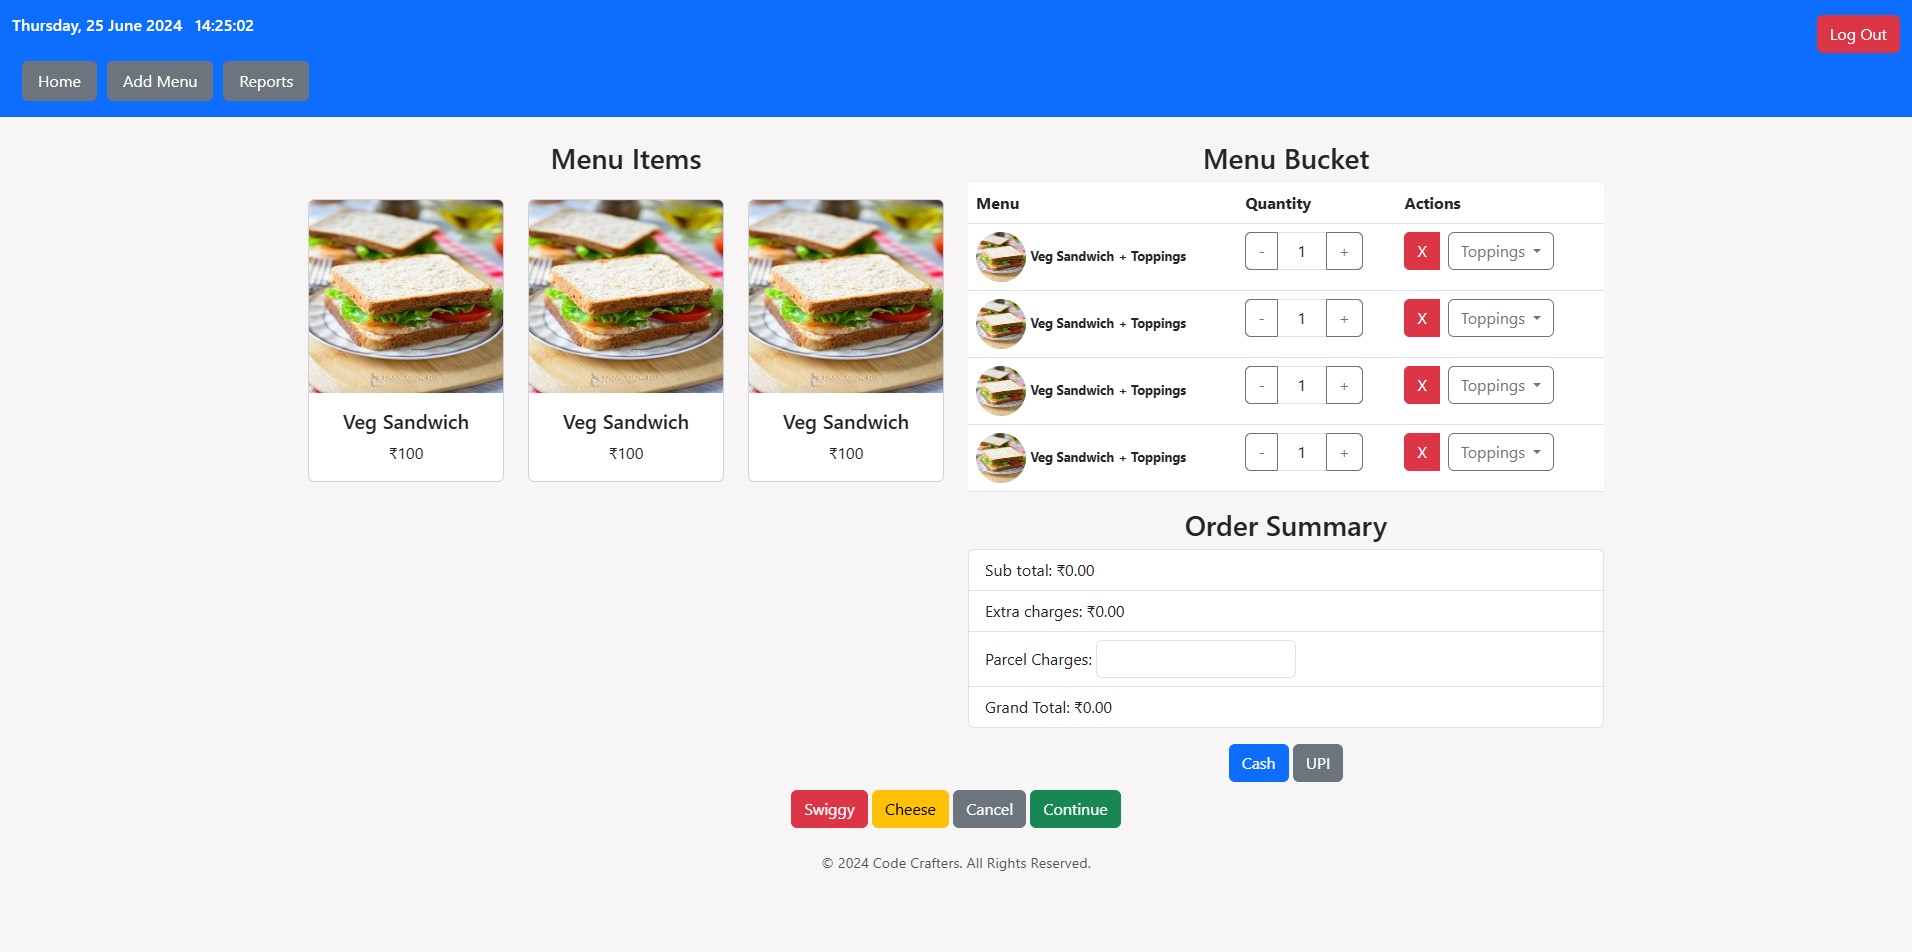 Thursday, 25 June 2024 14:25:02
Log Out
Home Add Menu Reports
Menu Items
Veg Sandwich
₹100
Veg Sandwich
₹100
Veg Sandwich
₹100
Menu Bucket
Menu Quantity Actions
Veg Sandwich + Toppings - 1 + X Toppings
Veg Sandwich + Toppings - 1 + X Toppings
Veg Sandwich + Toppings - 1 + X Toppings
Veg Sandwich + Toppings - 1 + X Toppings
Order Summary
Sub total: ₹0.00
Extra charges: ₹0.00
Parcel Charges:
Grand Total: ₹0.00
Cash UPI
Swiggy Cheese Cancel Continue
© 2024 Code Crafters. All Rights Reserved.